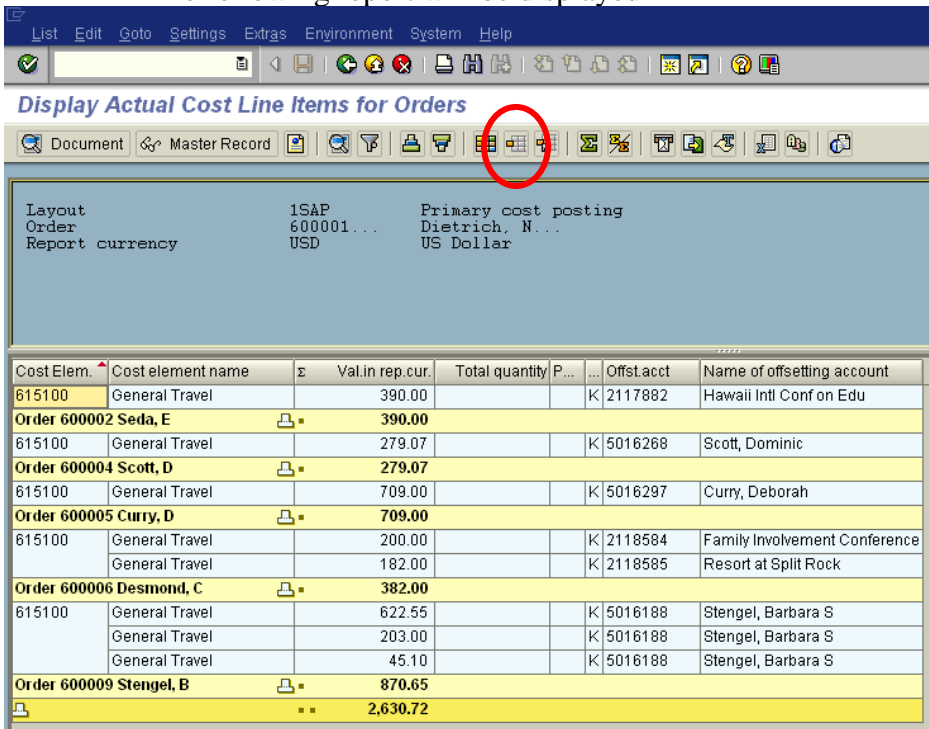 List Edit Goto Settings Extras Environment System Help
Display Actual Cost Line Items for Orders
Document Master Record
Layout 1SAP Primary cost posting
Order 600001... Dietrich, N...
Report currency USD US Dollar
Cost Elem. Cost element name Σ Val.in rep.cur. Total quantity P... ... Offst.acct Name of offsetting account
615100 General Travel 390.00 K 2117882 Hawaii Intl Conf on Edu
Order 600002 Seda, E 390.00
615100 General Travel 279.07 K 5016268 Scott, Dominic
Order 600004 Scott, D 279.07
615100 General Travel 709.00 K 5016297 Curry, Deborah
Order 600005 Curry, D 709.00
615100 General Travel 200.00 K 2118584 Family Involvement Conference
General Travel 182.00 K 2118585 Resort at Split Rock
Order 600006 Desmond, C 382.00
615100 General Travel 622.55 K 5016188 Stengel, Barbara S
General Travel 203.00 K 5016188 Stengel, Barbara S
General Travel 45.10 K 5016188 Stengel, Barbara S
Order 600009 Stengel, B 870.65
2,630.72